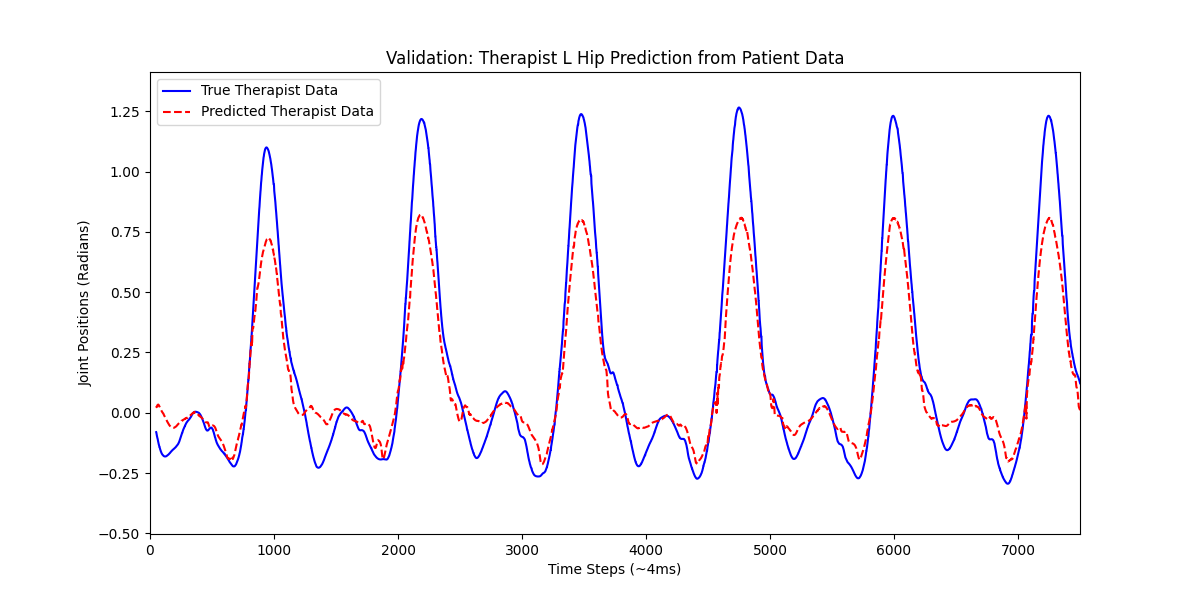 Validation: Therapist L Hip Prediction from Patient Data
True Therapist Data
Predicted Therapist Data
Joint Positions (Radians)
1.25
1.00
0.75
0.50
0.25
0.00
−0.25
−0.50
0 1000 2000 3000 4000 5000 6000 7000
Time Steps (~4ms)